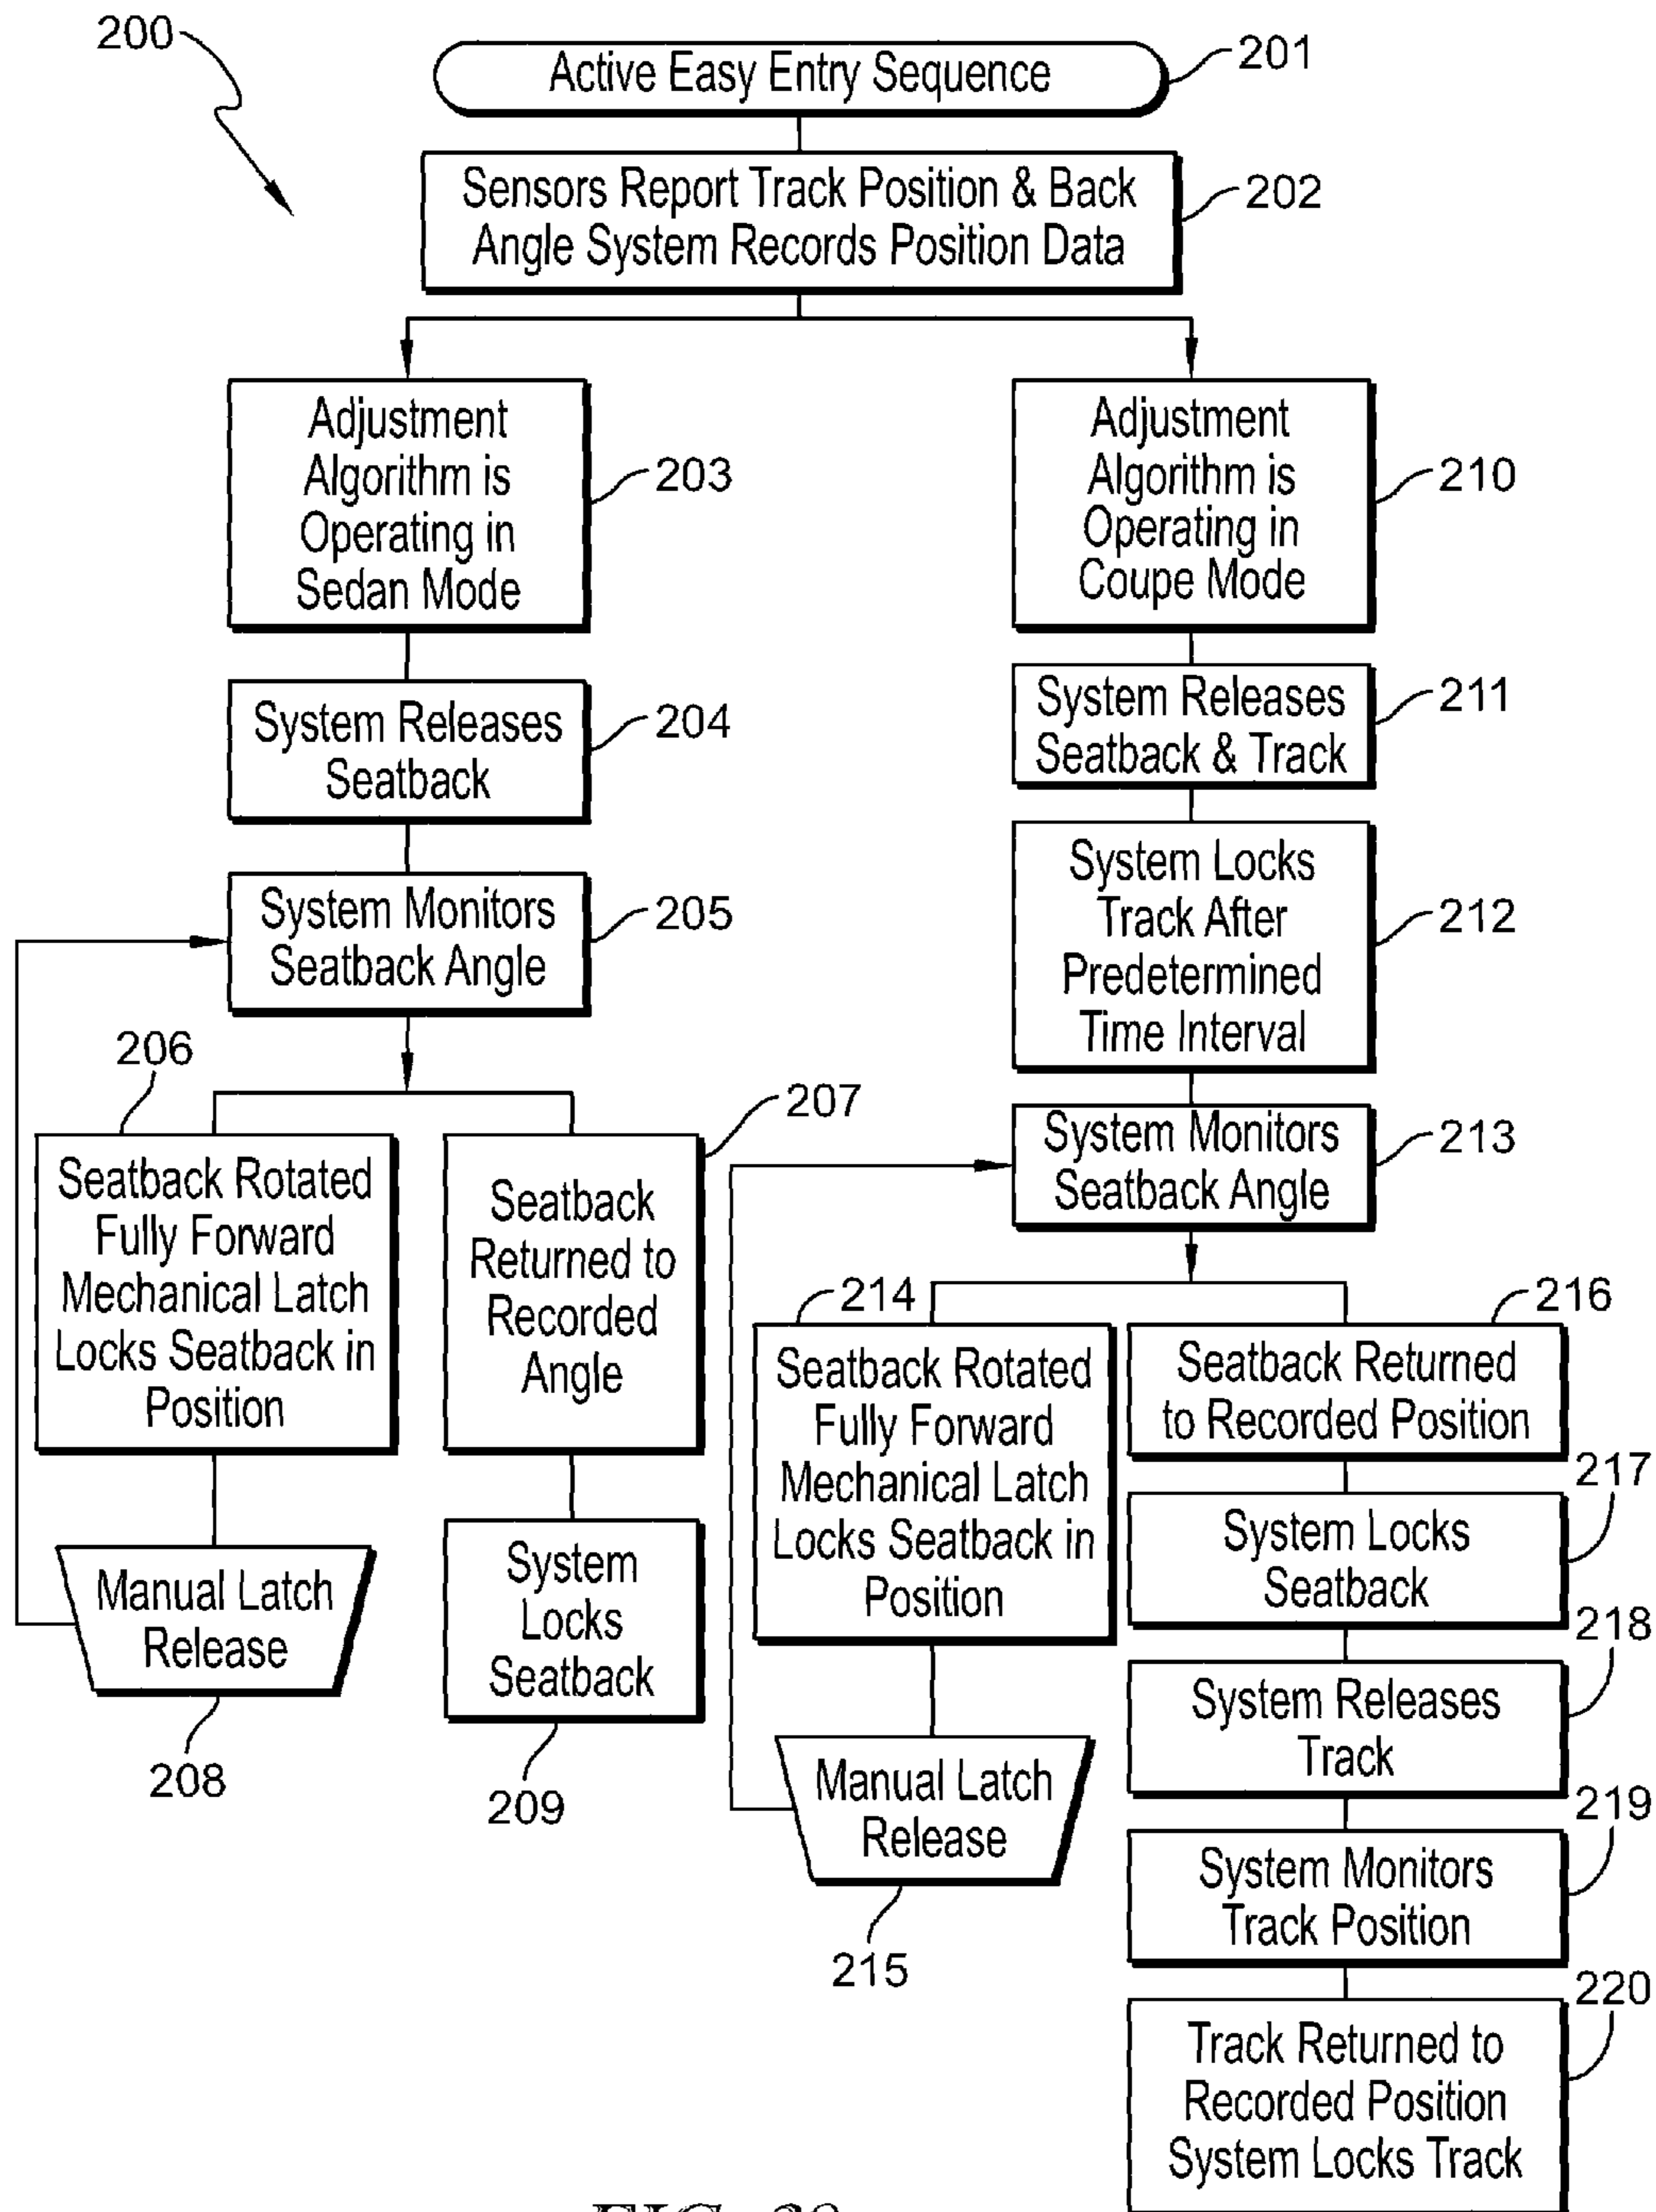 200
Active Easy Entry Sequence
201
Sensors Report Track Position & Back
Angle System Records Position Data
202
Adjustment
Algorithm is
Operating in
Sedan Mode
203
System Releases
Seatback
204
System Monitors
Seatback Angle
205
206
Seatback Rotated
Fully Forward
Mechanical Latch
Locks Seatback in
Position
207
Seatback
Returned to
Recorded
Angle
Manual Latch
Release
208
System
Locks
Seatback
209
Adjustment
Algorithm is
Operating in
Coupe Mode
210
System Releases
Seatback & Track
211
System Locks
Track After
Predetermined
Time Interval
212
System Monitors
Seatback Angle
213
214
Seatback Rotated
Fully Forward
Mechanical Latch
Locks Seatback in
Position
Manual Latch
Release
215
216
Seatback Returned
to Recorded Position
217
System Locks
Seatback
218
System Releases
Track
219
System Monitors
Track Position
220
Track Returned to
Recorded Position
System Locks Track